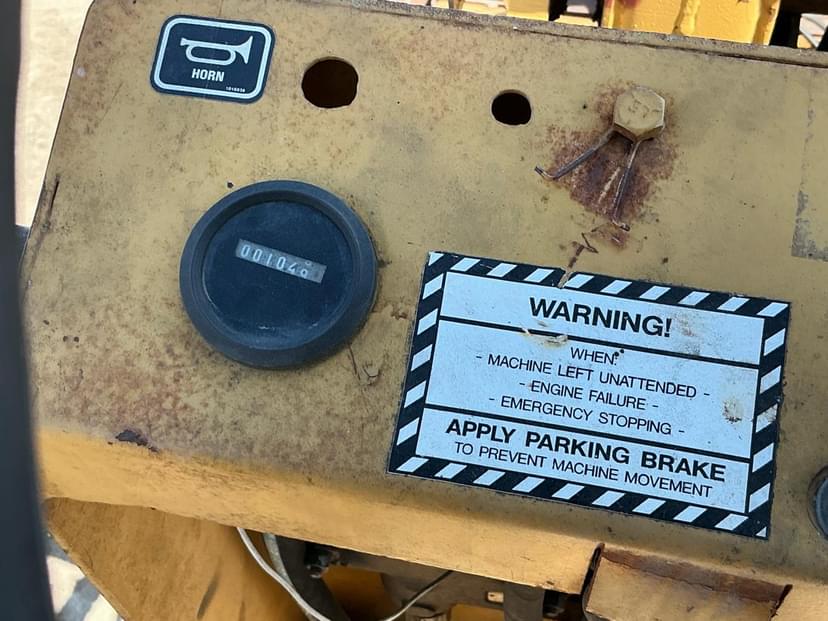 HORN
00104
WARNING!
WHEN:
- MACHINE LEFT UNATTENDED -
- ENGINE FAILURE -
- EMERGENCY STOPPING -
APPLY PARKING BRAKE
TO PREVENT MACHINE MOVEMENT